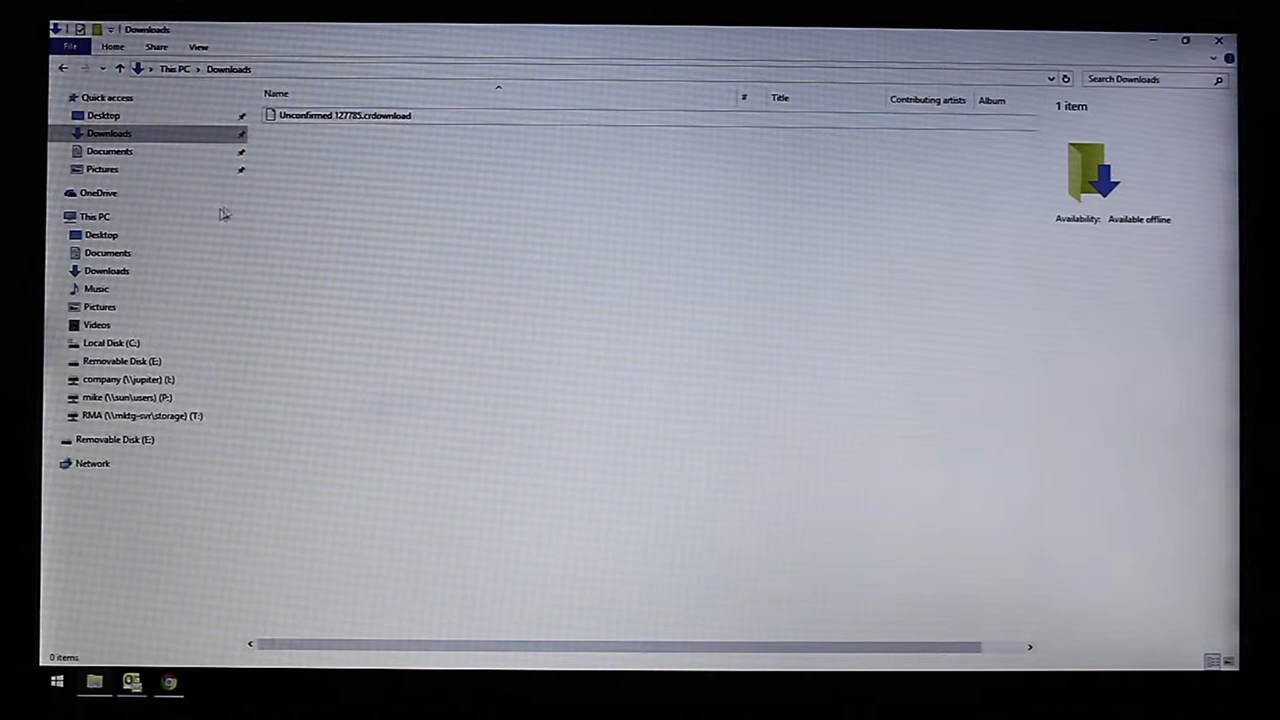 Downloads
File Home Share View
This PC > Downloads
Search Downloads
Name # Title Contributing artists Album
Unconfirmed 127785.crdownload
1 item
Availability: Available offline
Quick access
Desktop
Downloads
Documents
Pictures
OneDrive
This PC
Desktop
Documents
Downloads
Music
Pictures
Videos
Local Disk (C:)
Removable Disk (E:)
company (\\jupiter) (I:)
mike (\\sun\users) (P:)
RMA (\\mktg-svr\storage) (T:)
Removable Disk (E:)
Network
0 items